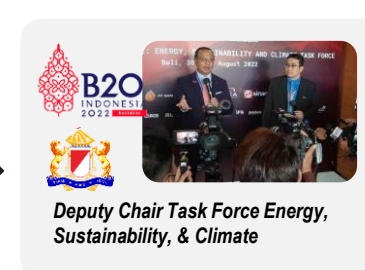 B20
INDONESIA
2022
: ENERGY, SUSTAINABILITY AND CLIMATE TASK FORCE
Bali, 30 August 2022
Deputy Chair Task Force Energy,
Sustainability, & Climate